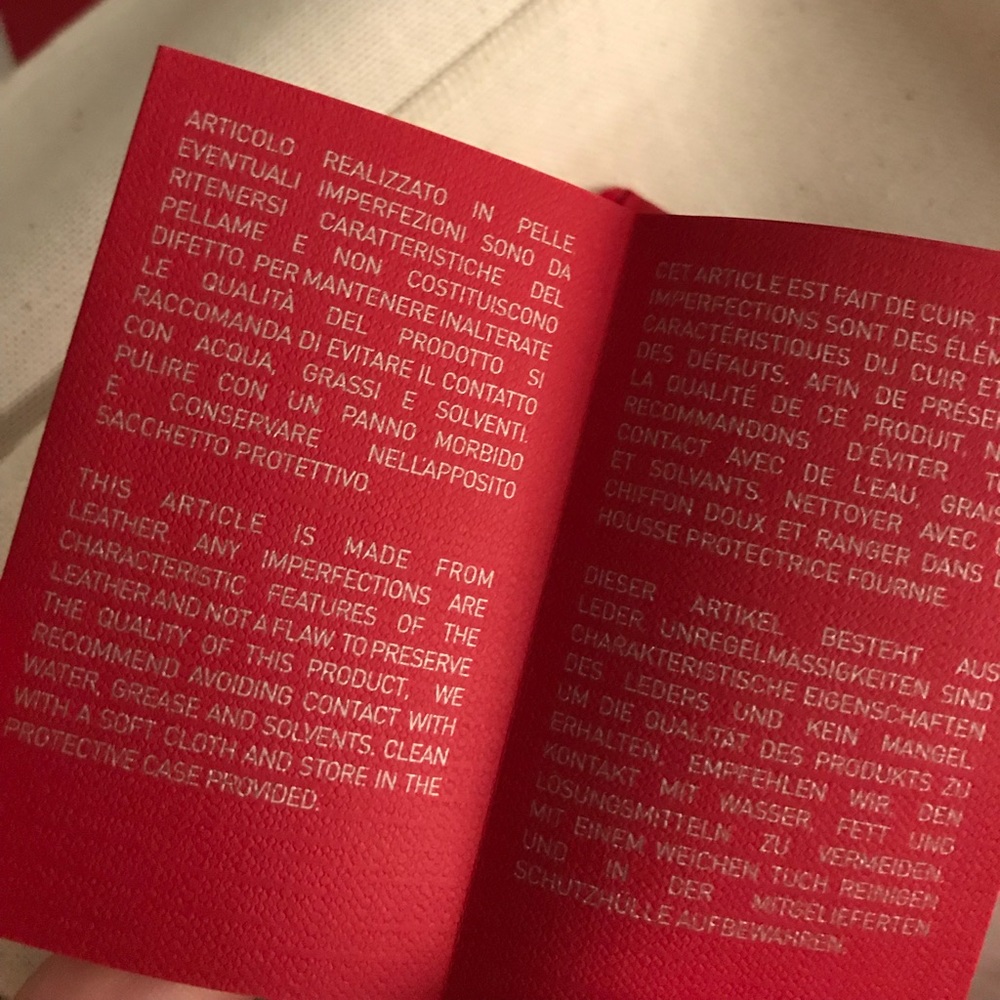 ARTICOLO REALIZZATO IN PELLE
EVENTUALI IMPERFEZIONI SONO DA
RITENERSI CARATTERISTICHE DEL
PELLAME E NON COSTITUISCONO
DIFETTO. PER MANTENERE INALTERATE
LE QUALITÀ DEL PRODOTTO SI
RACCOMANDA DI EVITARE IL CONTATTO
CON ACQUA, GRASSI E SOLVENTI.
PULIRE CON UN PANNO MORBIDO
E CONSERVARE NELL'APPOSITO
SACCHETTO PROTETTIVO.
THIS ARTICLE IS MADE FROM
LEATHER ANY IMPERFECTIONS ARE
CHARACTERISTIC FEATURES OF THE
LEATHER AND NOT A FLAW. TO PRESERVE
THE QUALITY OF THIS PRODUCT, WE
RECOMMEND AVOIDING CONTACT WITH
WATER, GREASE AND SOLVENTS. CLEAN
WITH A SOFT CLOTH AND STORE IN THE
PROTECTIVE CASE PROVIDED.
CET ARTICLE EST FAIT DE CUIR
IMPERFECTIONS SONT DES
CARACTÉRISTIQUES DU CUIR
DES DÉFAUTS. AFIN DE
LA QUALITÉ DE CE PRODUIT,
RECOMMANDONS D'ÉVITER
CONTACT AVEC DE L'EAU,
ET SOLVANTS. NETTOYER AVEC
CHIFFON DOUX ET RANGER DANS
HOUSSE PROTECTRICE FOURNIE.
DIESER ARTIKEL BESTEHT AUS
LEDER UNREGELMÄSSIGKEITEN SIND
CHARAKTERISTISCHE EIGENSCHAFTEN
DES LEDERS UND KEIN MANGEL
UM DIE QUALITÄT DES PRODUKTS ZU
ERHALTEN, EMPFEHLEN WIR, DEN
KONTAKT MIT WASSER, FETT UND
LÖSUNGSMITTELN ZU VERMEIDEN.
MIT EINEM WEICHEN TUCH REINIGEN
UND IN DER MITGELIEFERTEN
SCHUTZHÜLLE AUFBEWAHREN.